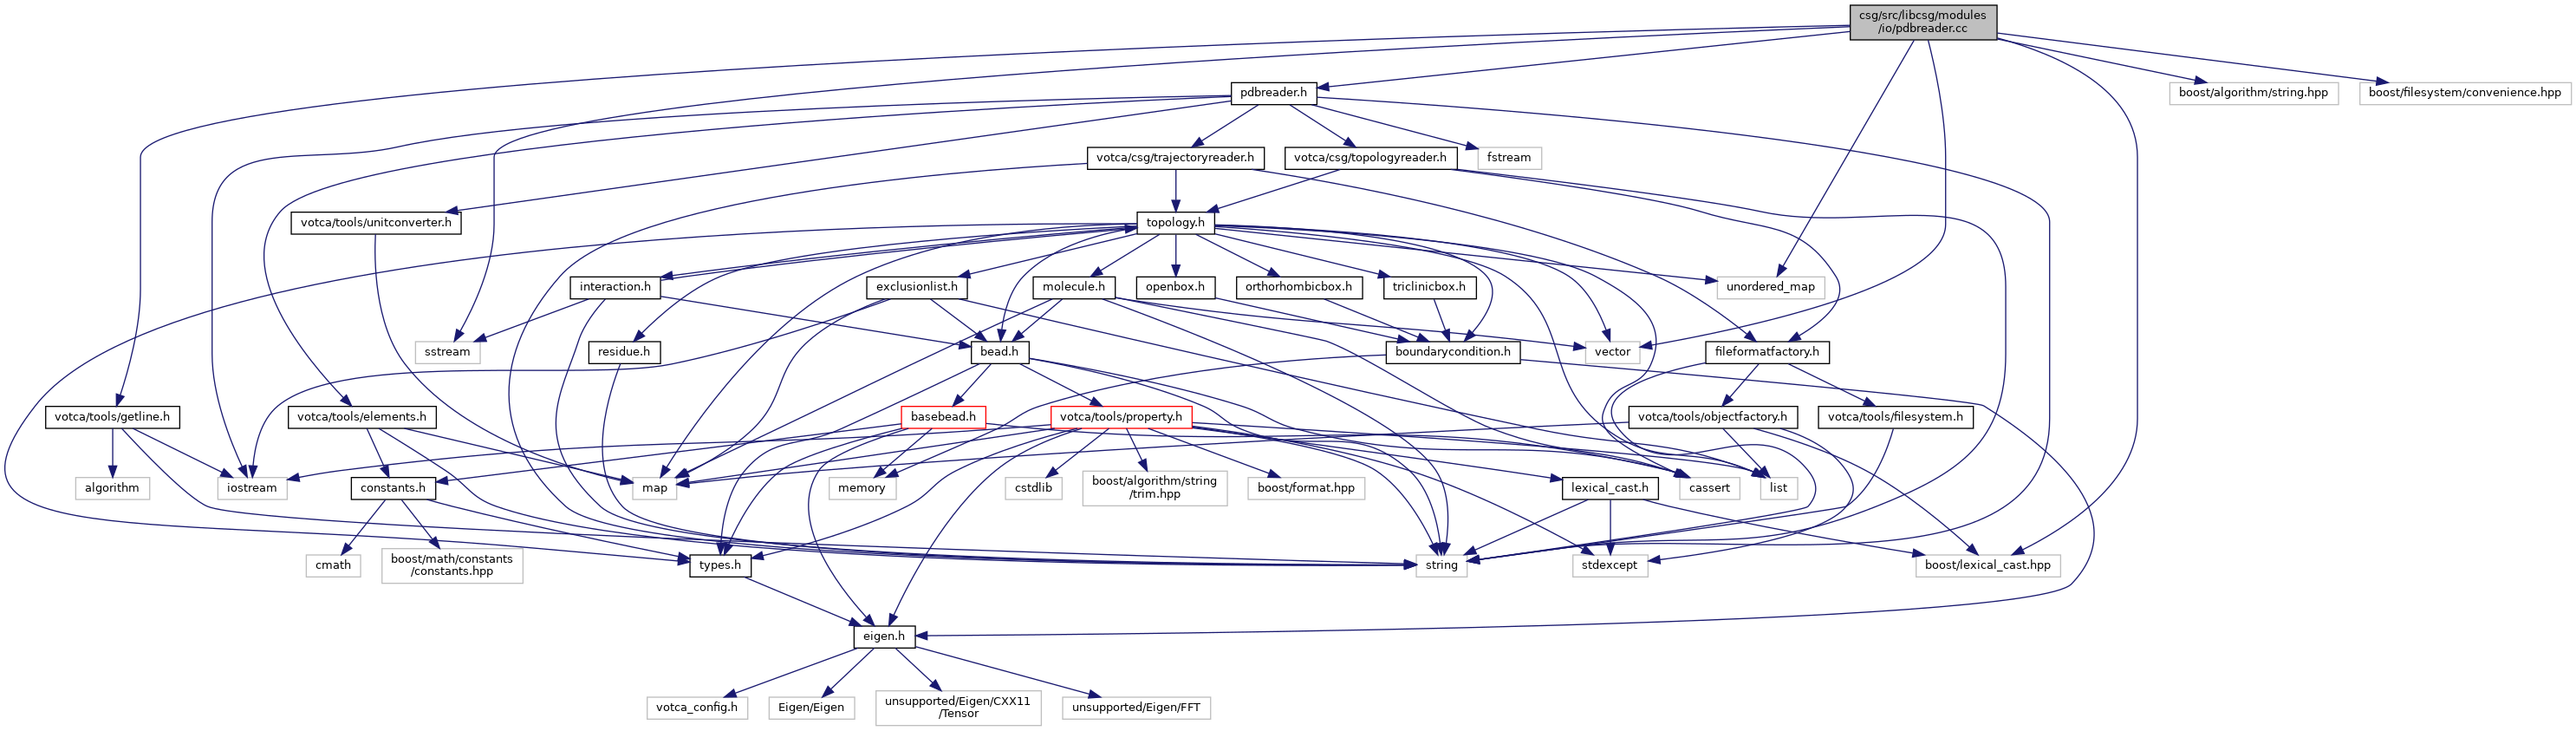 csg/src/libcsg/modules
/io/pdbreader.cc
pdbreader.h
boost/algorithm/string.hpp
boost/filesystem/convenience.hpp
votca/csg/trajectoryreader.h
votca/csg/topologyreader.h
fstream
votca/tools/unitconverter.h
topology.h
interaction.h
exclusionlist.h
molecule.h
openbox.h
orthorhombicbox.h
triclinicbox.h
unordered_map
sstream
residue.h
bead.h
boundarycondition.h
vector
fileformatfactory.h
votca/tools/getline.h
votca/tools/elements.h
basebead.h
votca/tools/property.h
votca/tools/objectfactory.h
votca/tools/filesystem.h
algorithm
iostream
constants.h
map
memory
cstdlib
boost/algorithm/string
/trim.hpp
boost/format.hpp
lexical_cast.h
cassert
list
cmath
boost/math/constants
/constants.hpp
types.h
string
stdexcept
boost/lexical_cast.hpp
eigen.h
votca_config.h
Eigen/Eigen
unsupported/Eigen/CXX11
/Tensor
unsupported/Eigen/FFT